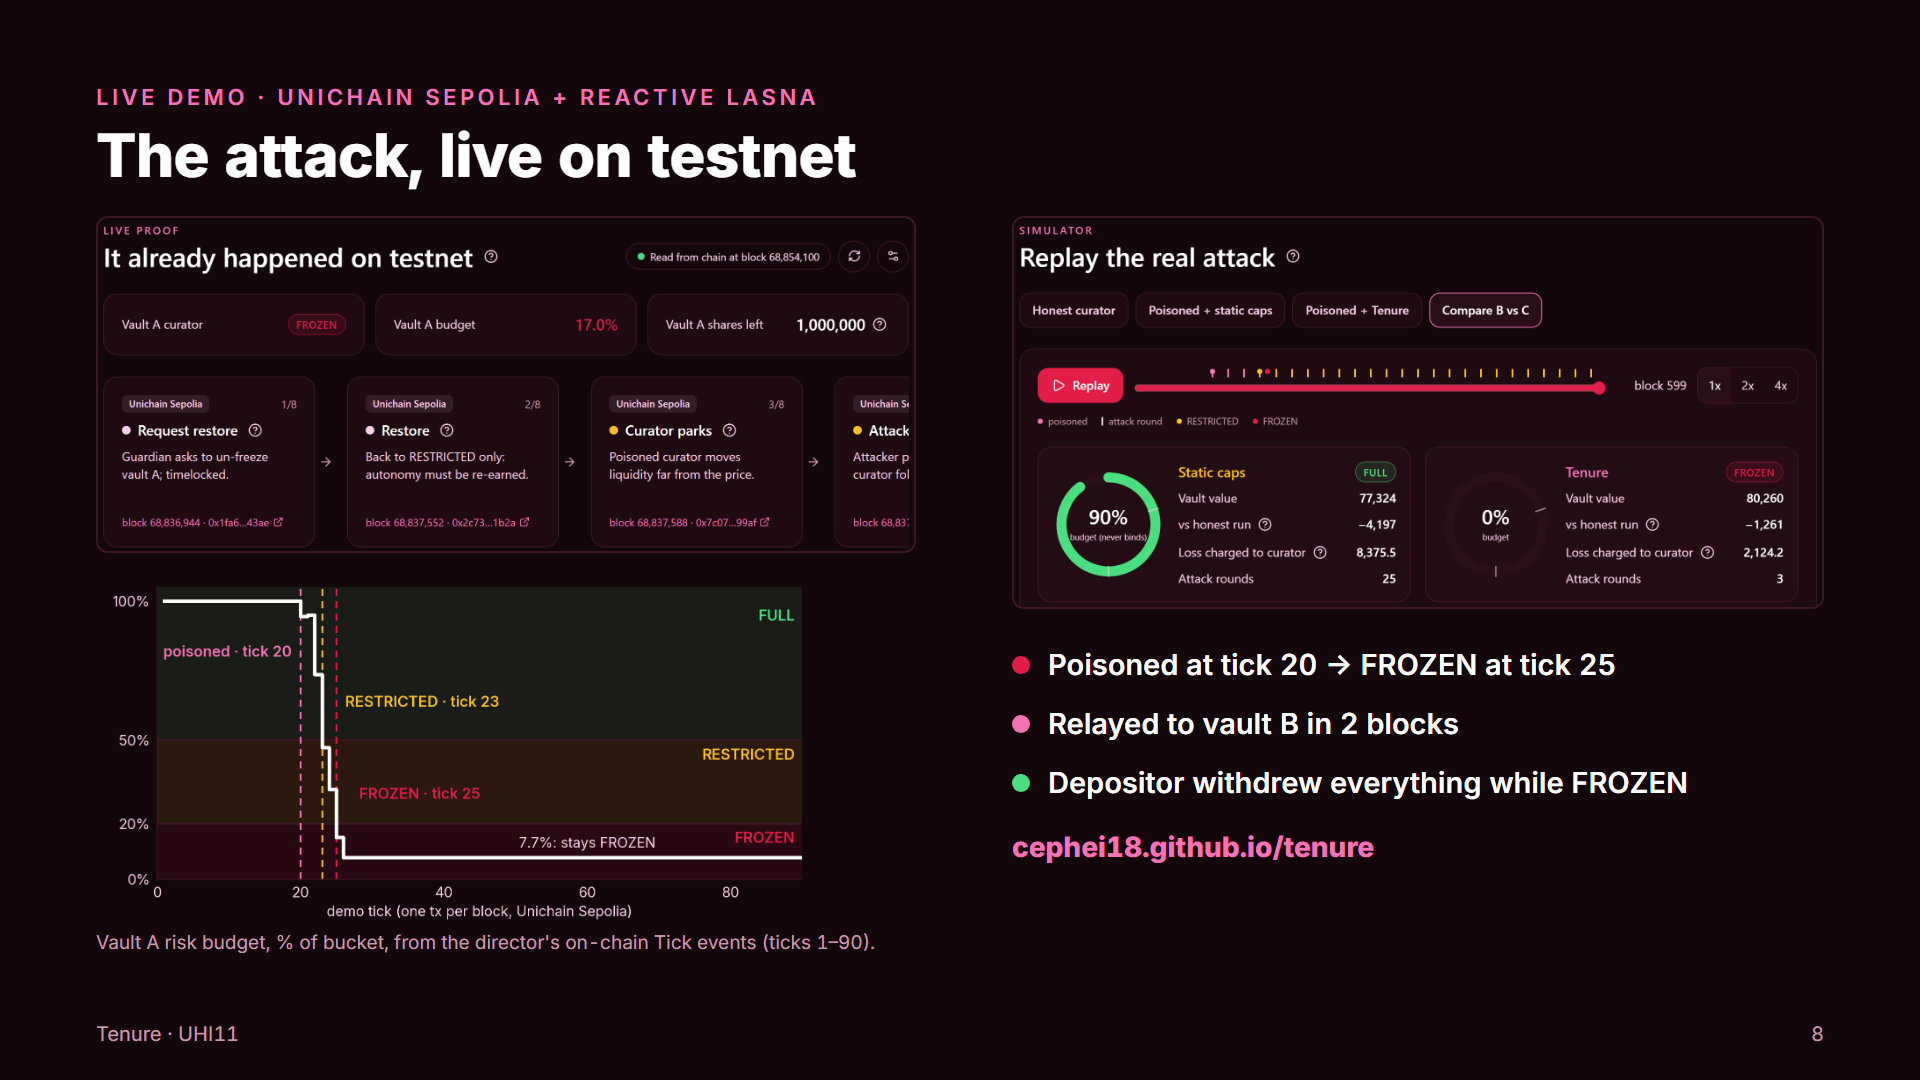 LIVE DEMO · UNICHAIN SEPOLIA + REACTIVE LASNA
The attack, live on testnet
LIVE PROOF
It already happened on testnet
Read from chain at block 68,854,100
Vault A curator
FROZEN
Vault A budget
17.0%
Vault A shares left
1,000,000
Unichain Sepolia
1/8
Request restore
Guardian asks to un-freeze
vault A; timelocked.
block 68,836,944 · 0x1fa6...43ae
Unichain Sepolia
2/8
Restore
Back to RESTRICTED only:
autonomy must be re-earned.
block 68,837,552 · 0x2c73...1b2a
Unichain Sepolia
3/8
Curator parks
Poisoned curator moves
liquidity far from the price.
block 68,837,588 · 0x7c07...99af
Unichain Se
Attack
Attacker p
curator fol
block 68,837
100%
50%
20%
0%
poisoned · tick 20
RESTRICTED · tick 23
FROZEN · tick 25
FULL
RESTRICTED
FROZEN
7.7%: stays FROZEN
0
20
40
60
80
demo tick (one tx per block, Unichain Sepolia)
Vault A risk budget, % of bucket, from the director's on-chain Tick events (ticks 1–90).
SIMULATOR
Replay the real attack
Honest curator
Poisoned + static caps
Poisoned + Tenure
Compare B vs C
Replay
block 599
1x
2x
4x
poisoned
attack round
RESTRICTED
FROZEN
90%
budget (never binds)
Static caps
FULL
Vault value
77,324
vs honest run
−4,197
Loss charged to curator
8,375.5
Attack rounds
25
0%
budget
Tenure
FROZEN
Vault value
80,260
vs honest run
−1,261
Loss charged to curator
2,124.2
Attack rounds
3
Poisoned at tick 20 → FROZEN at tick 25
Relayed to vault B in 2 blocks
Depositor withdrew everything while FROZEN
cephei18.github.io/tenure
Tenure · UHI11
8